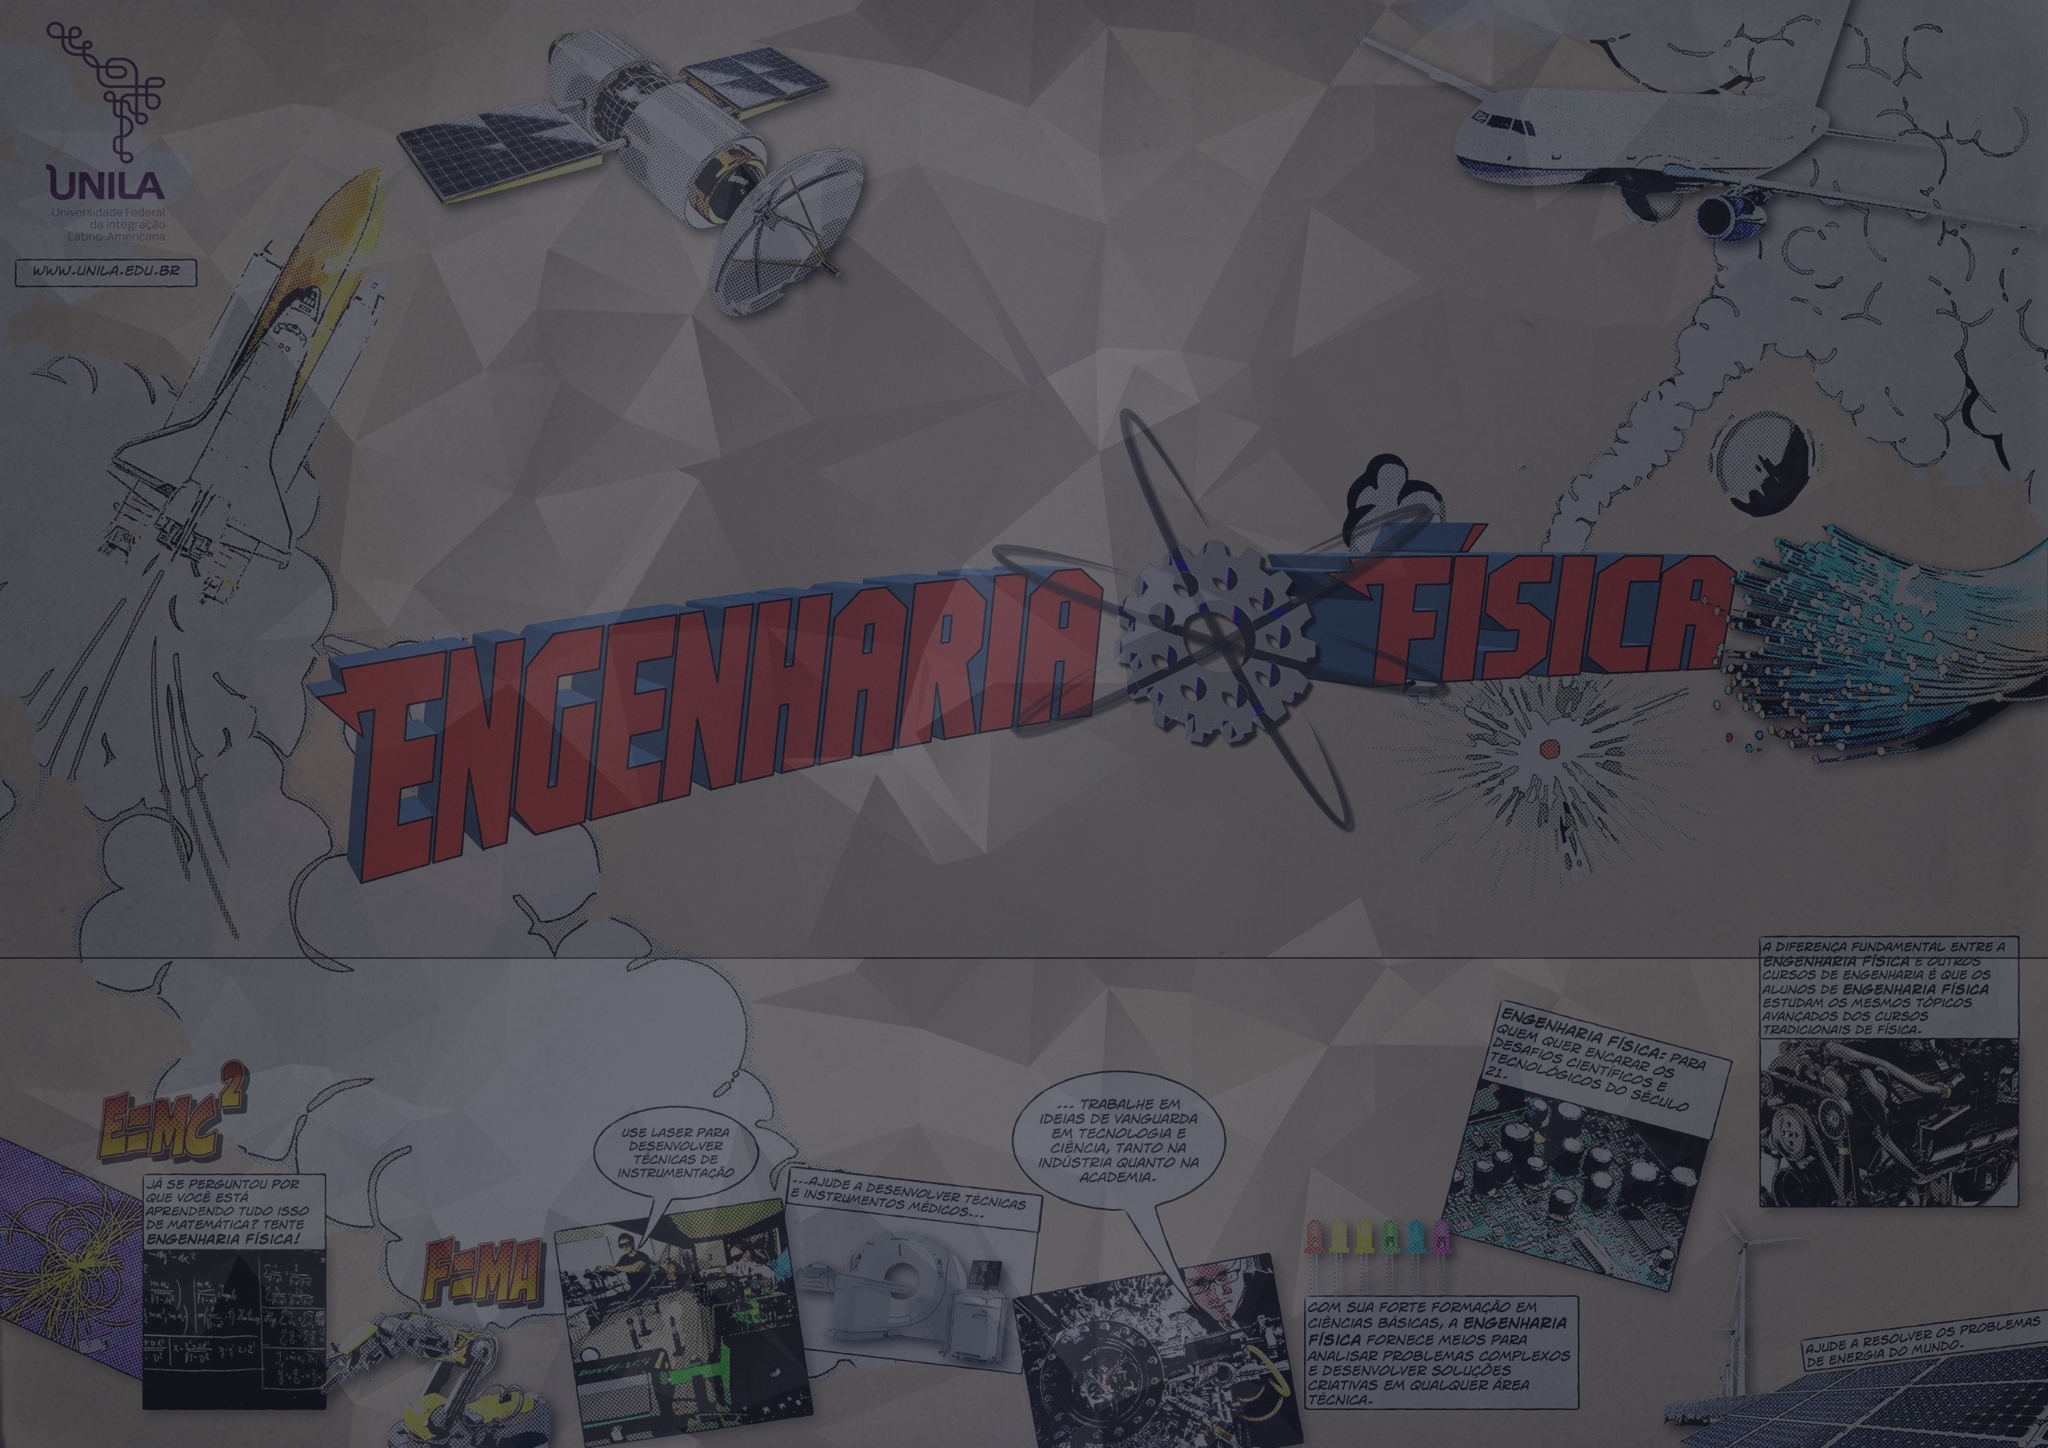 UNILA
Universidade Federal
da Integração
Latino-Americana
WWW.UNILA.EDU.BR
ENGENHARIA FÍSICA
A DIFERENÇA FUNDAMENTAL ENTRE A
ENGENHARIA FÍSICA E OUTROS
CURSOS DE ENGENHARIA É QUE OS
ALUNOS DE ENGENHARIA FÍSICA
ESTUDAM OS MESMOS TÓPICOS
AVANÇADOS DOS CURSOS
TRADICIONAIS DE FÍSICA.
ENGENHARIA FÍSICA: PARA
QUEM QUER ENCARAR OS
DESAFIOS CIENTÍFICOS E
TECNOLÓGICOS DO SÉCULO
21.
E=MC²
JÁ SE PERGUNTOU POR
QUE VOCÊ ESTÁ
APRENDENDO TUDO ISSO
DE MATEMÁTICA? TENTE
ENGENHARIA FÍSICA!
F=MA
USE LASER PARA
DESENVOLVER
TÉCNICAS DE
INSTRUMENTAÇÃO
...AJUDE A DESENVOLVER TÉCNICAS
E INSTRUMENTOS MÉDICOS...
... TRABALHE EM
IDEIAS DE VANGUARDA
EM TECNOLOGIA E
CIÊNCIA, TANTO NA
INDÚSTRIA QUANTO NA
ACADEMIA.
COM SUA FORTE FORMAÇÃO EM
CIÊNCIAS BÁSICAS, A ENGENHARIA
FÍSICA FORNECE MEIOS PARA
ANALISAR PROBLEMAS COMPLEXOS
E DESENVOLVER SOLUÇÕES
CRIATIVAS EM QUALQUER ÁREA
TÉCNICA.
AJUDE A RESOLVER OS PROBLEMAS
DE ENERGIA DO MUNDO.